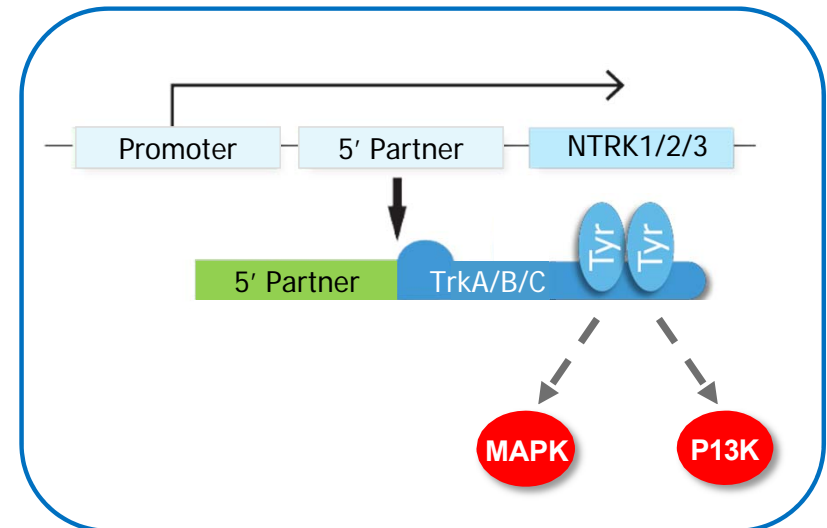 Promoter
5′ Partner
NTRK1/2/3
5′ Partner
TrkA/B/C
Tyr
Tyr
MAPK
P13K